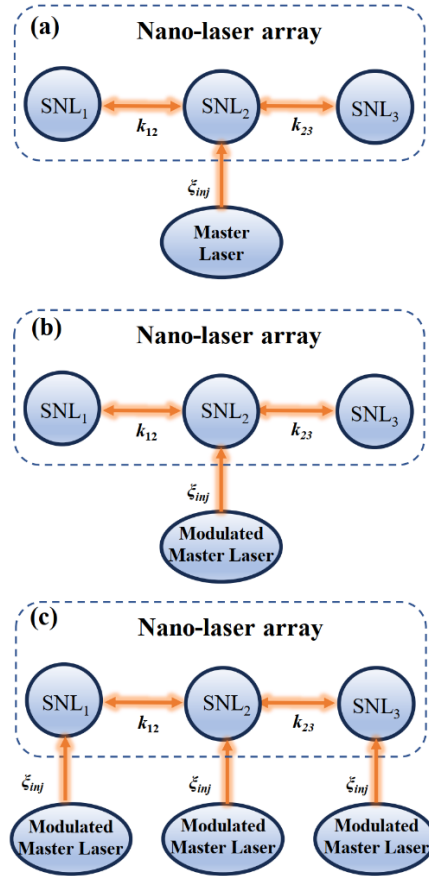 (a)
Nano-laser array
SNL₁ SNL₂ SNL₃
k₁₂ k₂₃
ξᵢₙⱼ
Master
Laser
(b)
Nano-laser array
SNL₁ SNL₂ SNL₃
k₁₂ k₂₃
ξᵢₙⱼ
Modulated
Master Laser
(c)
Nano-laser array
SNL₁ SNL₂ SNL₃
k₁₂ k₂₃
ξᵢₙⱼ ξᵢₙⱼ ξᵢₙⱼ
Modulated Modulated Modulated
Master Laser Master Laser Master Laser